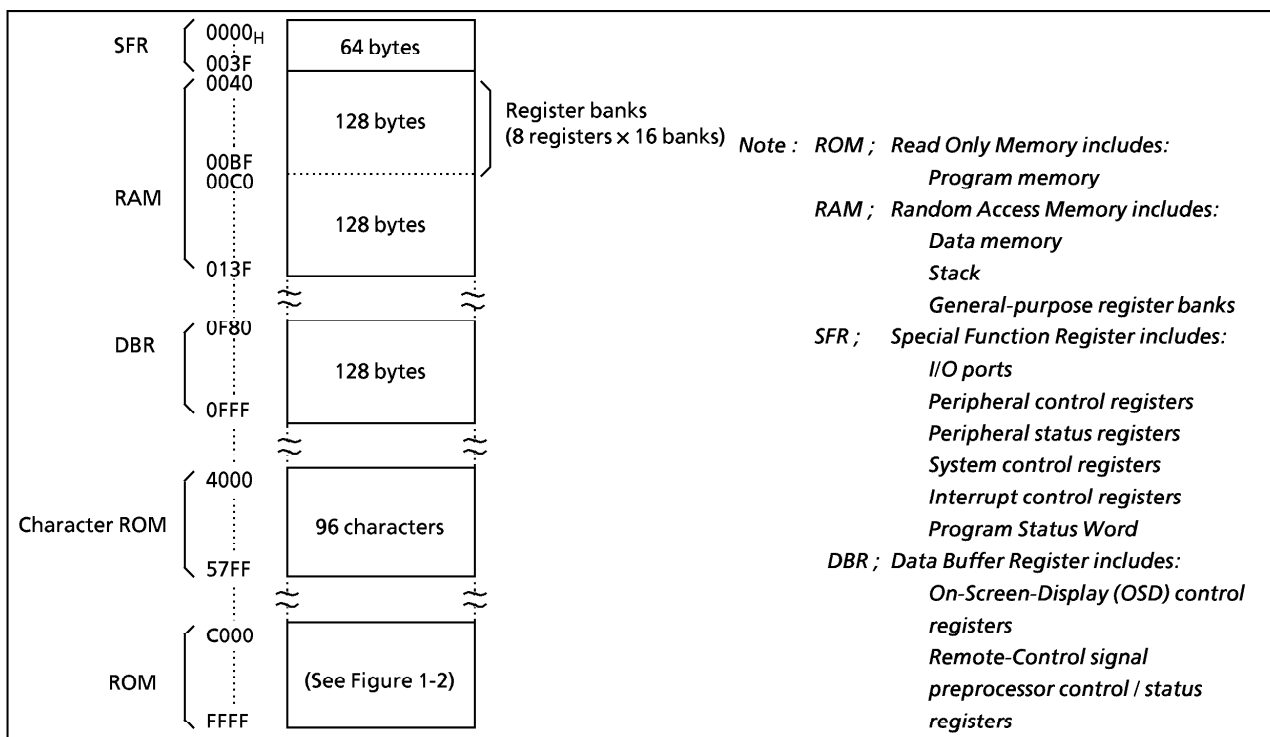 SFR
0000H
003F
64 bytes
RAM
0040
00BF
00C0
013F
128 bytes
128 bytes
Register banks
(8 registers × 16 banks)
DBR
0F80
0FFF
128 bytes
Character ROM
4000
57FF
96 characters
ROM
C000
FFFF
(See Figure 1-2)
Note : ROM ; Read Only Memory includes:
Program memory
RAM ; Random Access Memory includes:
Data memory
Stack
General-purpose register banks
SFR ; Special Function Register includes:
I/O ports
Peripheral control registers
Peripheral status registers
System control registers
Interrupt control registers
Program Status Word
DBR ; Data Buffer Register includes:
On-Screen-Display (OSD) control
registers
Remote-Control signal
preprocessor control / status
registers